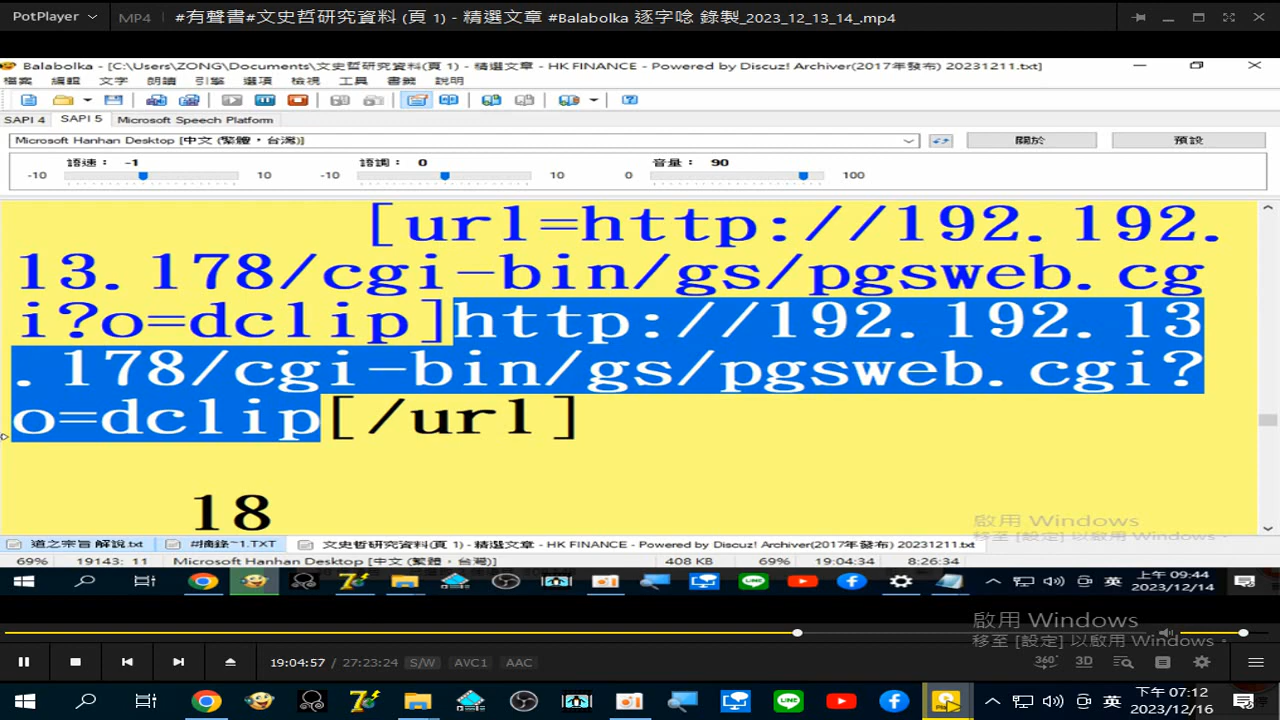 PotPlayer
MP4
#有聲書#文史哲研究資料 (頁 1) - 精選文章 #Balabolka 逐字唸 錄製_2023_12_13_14_.mp4
Balabolka - [C:\Users\ZONG\Documents\文史哲研究資料(頁 1) - 精選文章 - HK FINANCE - Powered by Discuz! Archiver(2017年發布) 20231211.txt]
檔案 編輯 文字 朗讀 引擎 選項 檢視 工具 書籤 說明
SAPI 4 SAPI 5 Microsoft Speech Platform
Microsoft Hanhan Desktop [中文 (繁體，台灣)]
關於
預設
語速： -1
語調： 0
音量： 90
-10 10 -10 10 0 100
[url=http://192.192.
13.178/cgi-bin/gs/pgsweb.cg
i?o=dclip]http://192.192.13
.178/cgi-bin/gs/pgsweb.cgi?
o=dclip[/url]
18
啟用 Windows
移至 [設定] 以啟用 Windows。
道之宗旨 解說.txt
#摘錄~1.TXT
文史哲研究資料(頁 1) - 精選文章 - HK FINANCE - Powered by Discuz! Archiver(2017年發布) 20231211.txt
69% 19143: 11 Microsoft Hanhan Desktop [中文 (繁體，台灣)] 408 KB 69% 19:04:34 8:26:34
英
上午 09:44
2023/12/14
啟用 Windows
移至 [設定] 以啟用 Windows。
19:04:57 / 27:23:24 S/W AVC1 AAC
360°
3D
英
下午 07:12
2023/12/16